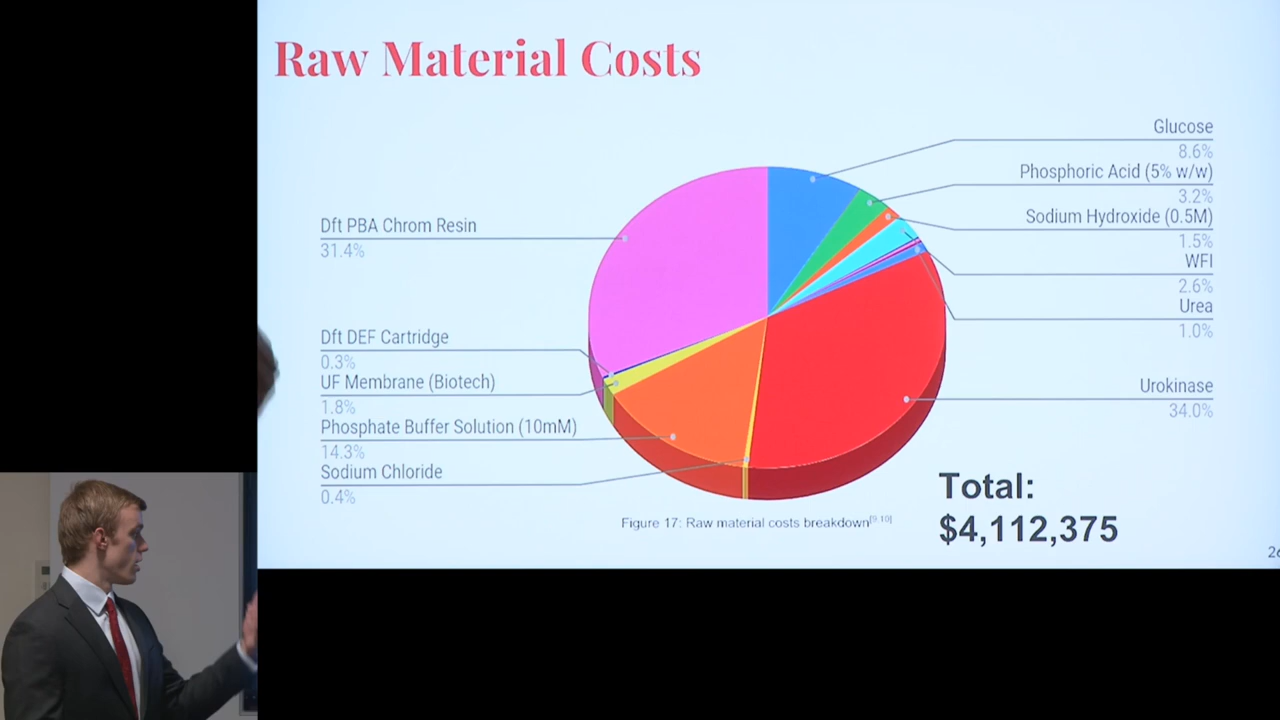 Raw Material Costs
Glucose
8.6%
Phosphoric Acid (5% w/w)
3.2%
Sodium Hydroxide (0.5M)
1.5%
WFI
2.6%
Urea
1.0%
Urokinase
34.0%
Dft PBA Chrom Resin
31.4%
Dft DEF Cartridge
0.3%
UF Membrane (Biotech)
1.8%
Phosphate Buffer Solution (10mM)
14.3%
Sodium Chloride
0.4%
Total:
$4,112,375
Figure 17: Raw material costs breakdown[9,10]